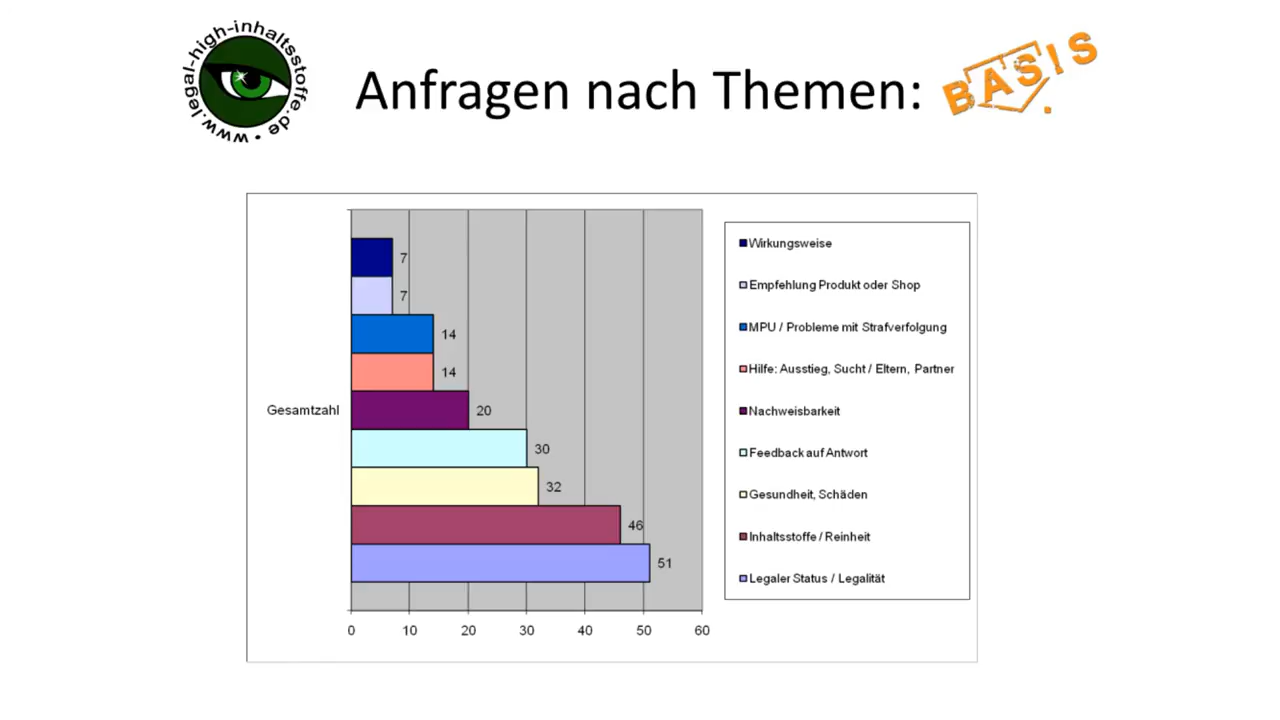 www.legal-high-inhaltsstoffe.de
Anfragen nach Themen:
BASIS
Gesamtzahl
7
7
14
14
20
30
32
46
51
0 10 20 30 40 50 60
Wirkungsweise
Empfehlung Produkt oder Shop
MPU / Probleme mit Strafverfolgung
Hilfe: Ausstieg, Sucht / Eltern, Partner
Nachweisbarkeit
Feedback auf Antwort
Gesundheit, Schäden
Inhaltsstoffe / Reinheit
Legaler Status / Legalität